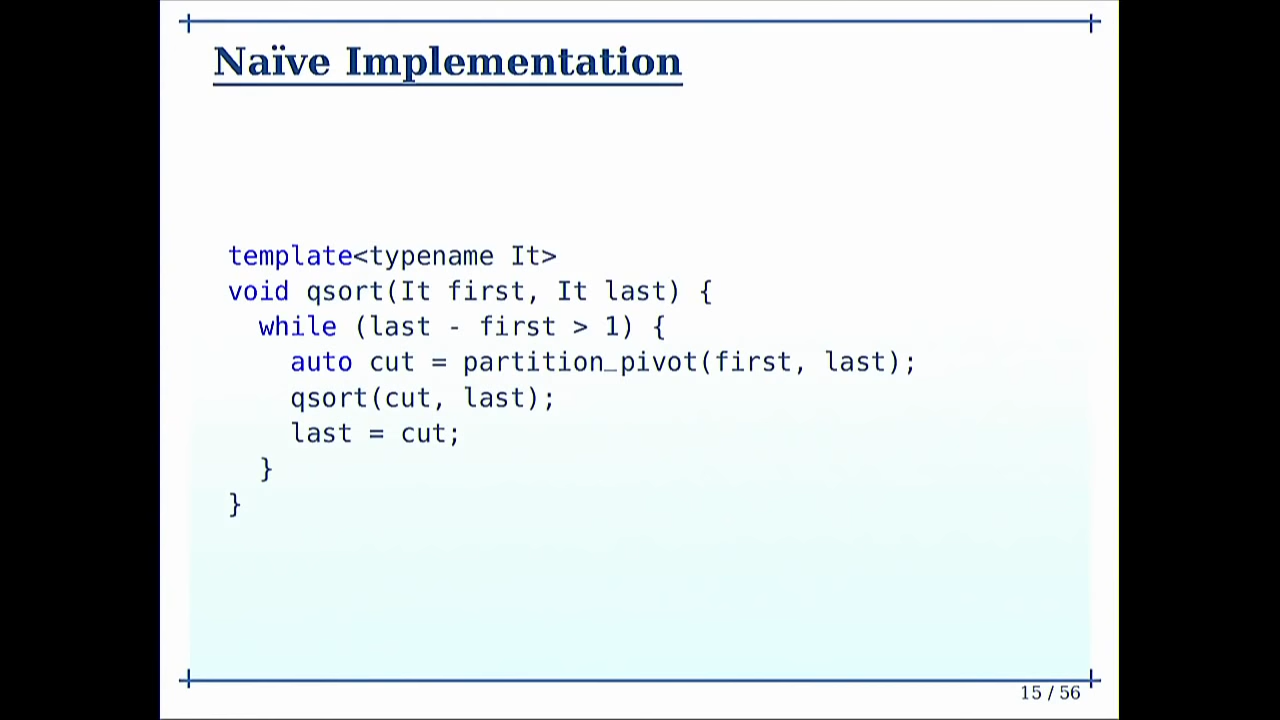 Naïve Implementation
template<typename It>
void qsort(It first, It last) {
  while (last - first > 1) {
    auto cut = partition_pivot(first, last);
    qsort(cut, last);
    last = cut;
  }
}
15 / 56